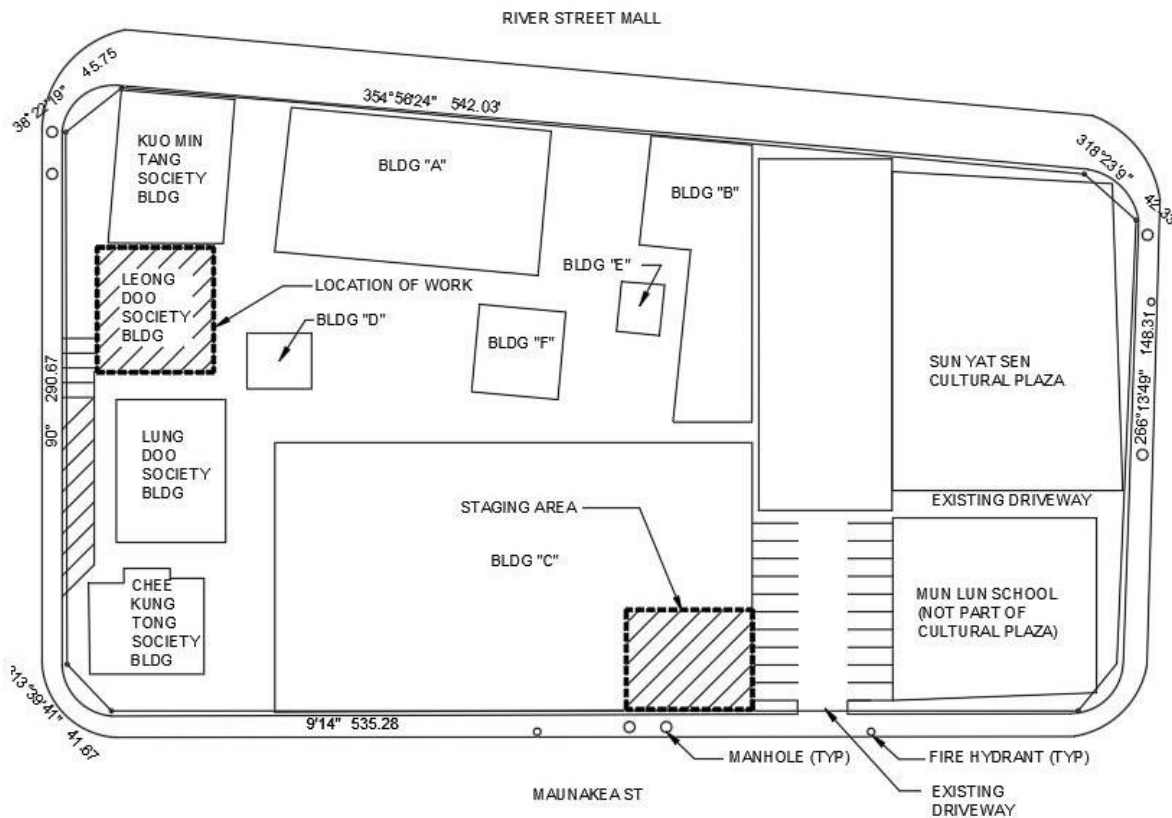 RIVER STREET MALL
38°22'19" 45.75
354°56'24" 542.03'
318°23'9" 42.33
KUO MIN
TANG
SOCIETY
BLDG
BLDG "A"
BLDG "B"
BLDG "E"
LEONG
DOO
SOCIETY
BLDG
LOCATION OF WORK
BLDG "D"
BLDG "F"
SUN YAT SEN
CULTURAL PLAZA
266°13'49" 148.31
90" 290.67
LUNG
DOO
SOCIETY
BLDG
STAGING AREA
BLDG "C"
EXISTING DRIVEWAY
CHEE
KUNG
TONG
SOCIETY
BLDG
MUN LUN SCHOOL
(NOT PART OF
CULTURAL PLAZA)
213°39'41" 41.67
9'14" 535.28
MANHOLE (TYP)
FIRE HYDRANT (TYP)
MAUNAKEA ST
EXISTING
DRIVEWAY